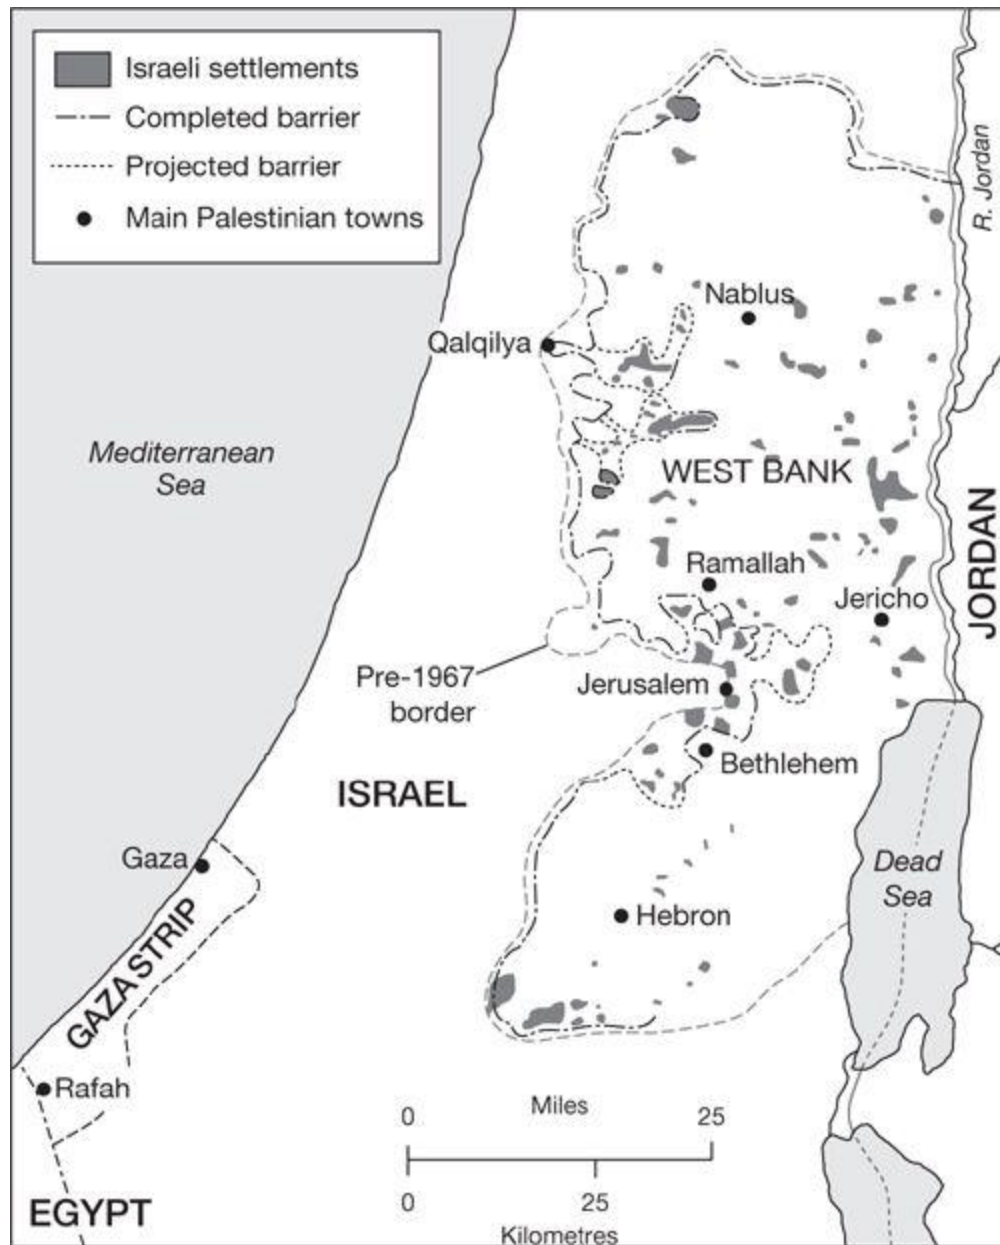 Israeli settlements
Completed barrier
Projected barrier
Main Palestinian towns
R. Jordan
Nablus
Qalqilya
Mediterranean
Sea
WEST BANK
JORDAN
Ramallah
Jericho
Pre-1967
border
Jerusalem
Bethlehem
ISRAEL
Gaza
Dead
Sea
GAZA STRIP
Hebron
Rafah
0 Miles 25
0 25
Kilometres
EGYPT